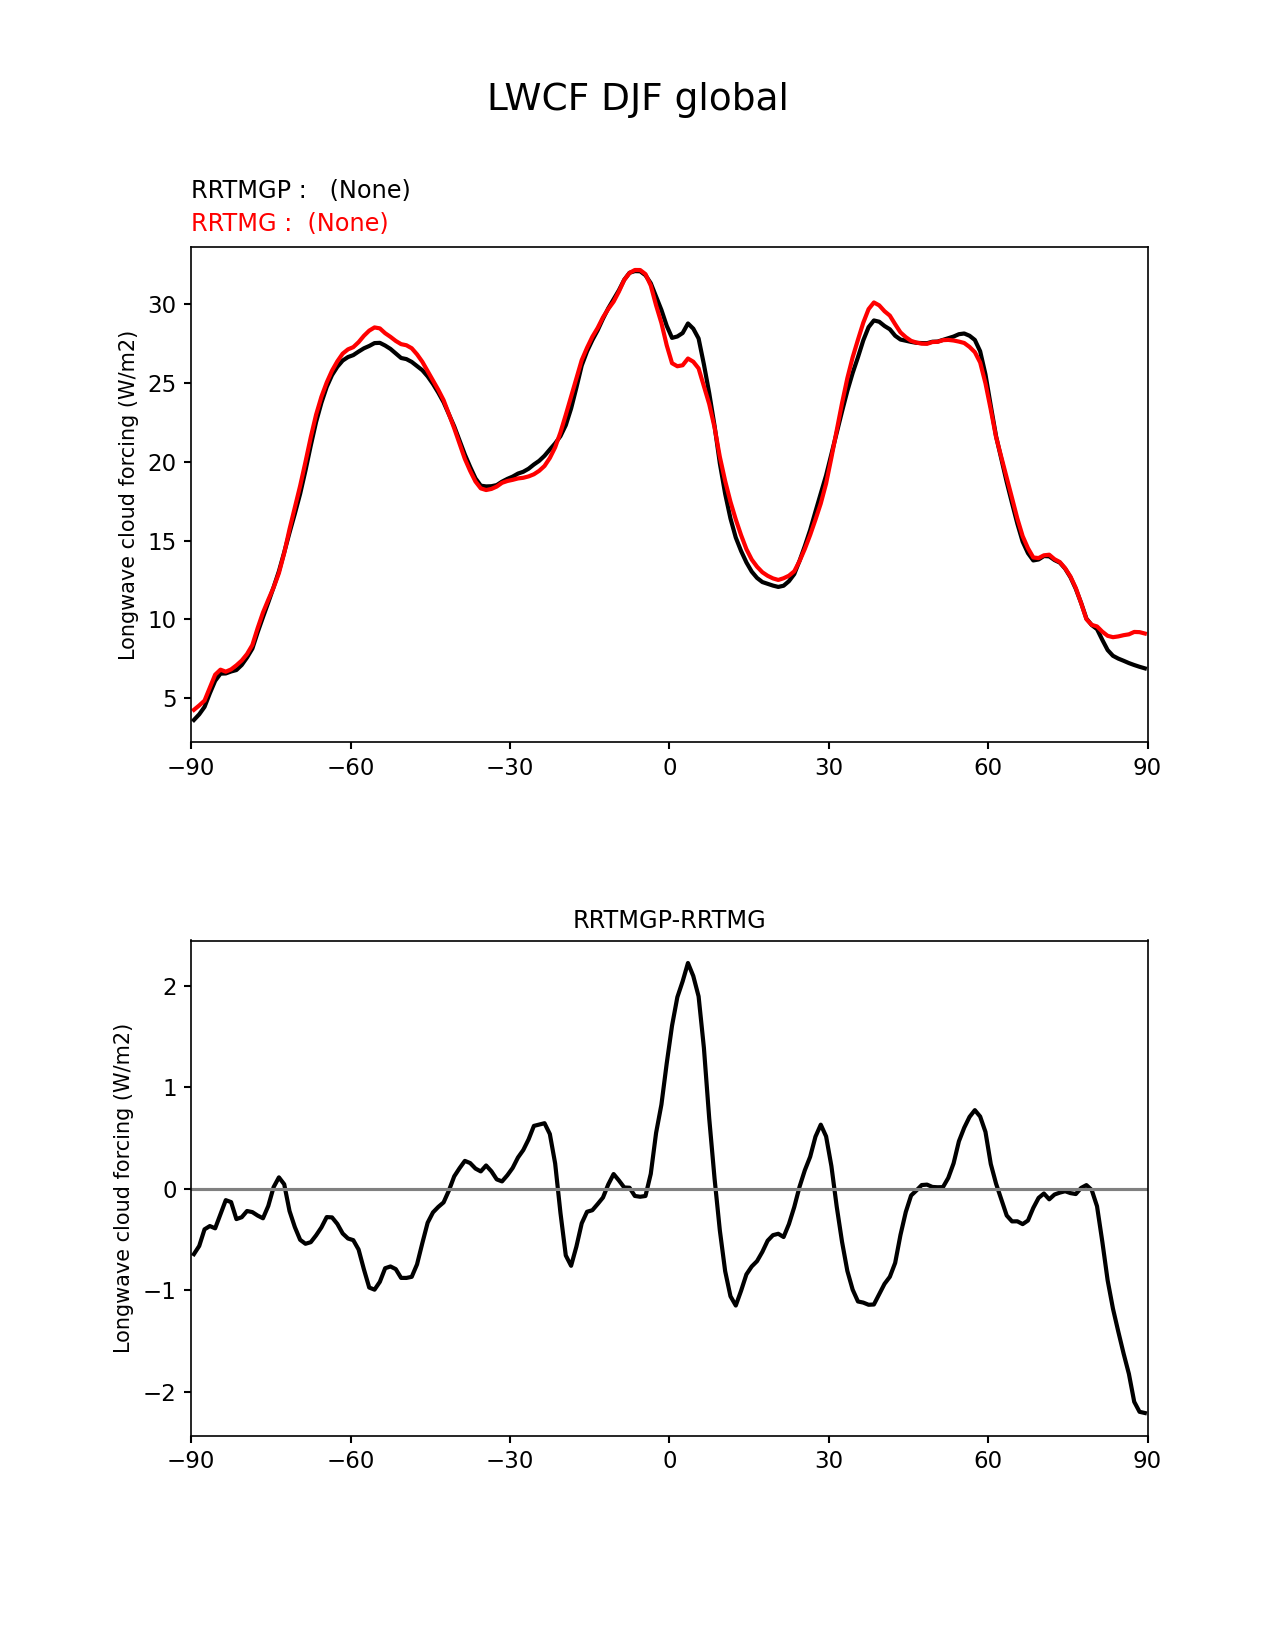 LWCF DJF global
RRTMGP :   (None)
RRTMG :  (None)
Longwave cloud forcing (W/m2)
30
25
20
15
10
5
−90 −60 −30 0 30 60 90
RRTMGP-RRTMG
Longwave cloud forcing (W/m2)
2
1
0
−1
−2
−90 −60 −30 0 30 60 90